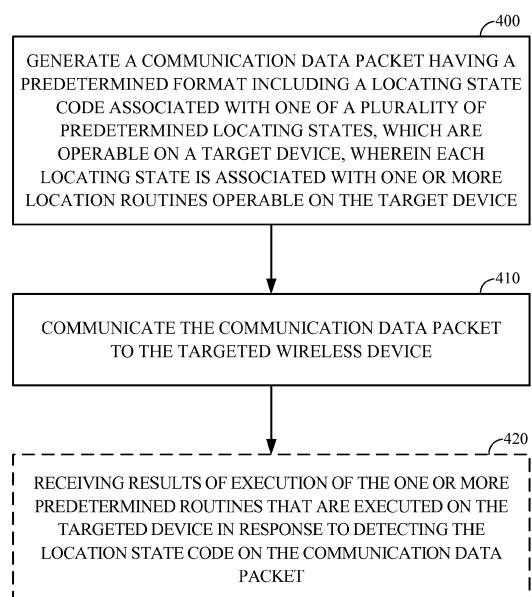 400
GENERATE A COMMUNICATION DATA PACKET HAVING A
PREDETERMINED FORMAT INCLUDING A LOCATING STATE
CODE ASSOCIATED WITH ONE OF A PLURALITY OF
PREDETERMINED LOCATING STATES, WHICH ARE
OPERABLE ON A TARGET DEVICE, WHEREIN EACH
LOCATING STATE IS ASSOCIATED WITH ONE OR MORE
LOCATION ROUTINES OPERABLE ON THE TARGET DEVICE
410
COMMUNICATE THE COMMUNICATION DATA PACKET
TO THE TARGETED WIRELESS DEVICE
420
RECEIVING RESULTS OF EXECUTION OF THE ONE OR MORE
PREDETERMINED ROUTINES THAT ARE EXECUTED ON THE
TARGETED DEVICE IN RESPONSE TO DETECTING THE
LOCATION STATE CODE ON THE COMMUNICATION DATA
PACKET